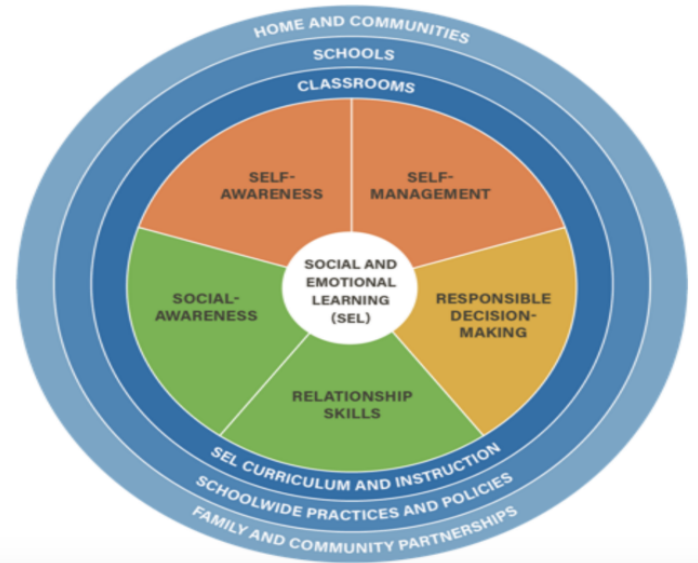 HOME AND COMMUNITIES
SCHOOLS
CLASSROOMS
SELF-
AWARENESS
SELF-
MANAGEMENT
SOCIAL AND
EMOTIONAL
LEARNING
(SEL)
SOCIAL-
AWARENESS
RESPONSIBLE
DECISION-
MAKING
RELATIONSHIP
SKILLS
SEL CURRICULUM AND INSTRUCTION
SCHOOLWIDE PRACTICES AND POLICIES
FAMILY AND COMMUNITY PARTNERSHIPS